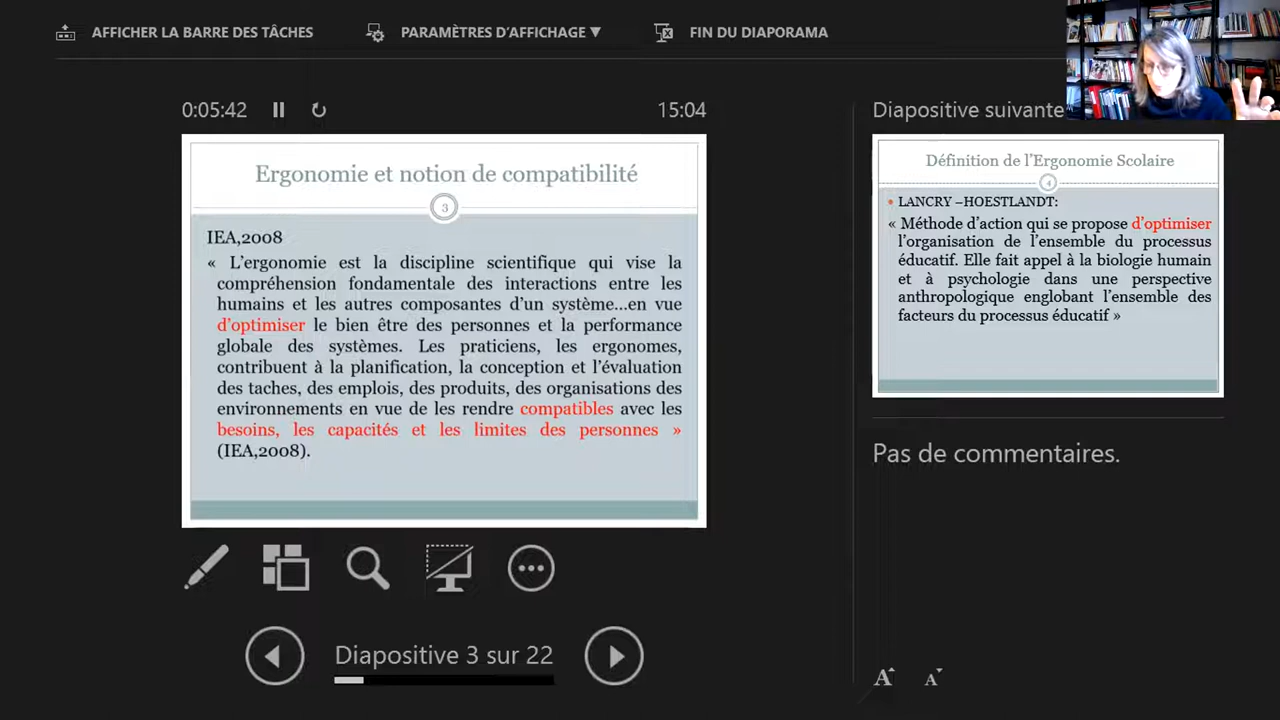 AFFICHER LA BARRE DES TÂCHES
PARAMÈTRES D'AFFICHAGE ▼
FIN DU DIAPORAMA
0:05:42
15:04
Ergonomie et notion de compatibilité
3
IEA,2008
« L'ergonomie est la discipline scientifique qui vise la
compréhension fondamentale des interactions entre les
humains et les autres composantes d'un système…en vue
d'optimiser le bien être des personnes et la performance
globale des systèmes. Les praticiens, les ergonomes,
contribuent à la planification, la conception et l'évaluation
des taches, des emplois, des produits, des organisations des
environnements en vue de les rendre compatibles avec les
besoins, les capacités et les limites des personnes »
(IEA,2008).
Diapositive 3 sur 22
Diapositive suivante
Définition de l'Ergonomie Scolaire
4
LANCRY –HOESTLANDT:
« Méthode d'action qui se propose d'optimiser
l'organisation de l'ensemble du processus
éducatif. Elle fait appel à la biologie humain
et à psychologie dans une perspective
anthropologique englobant l'ensemble des
facteurs du processus éducatif »
Pas de commentaires.
A A